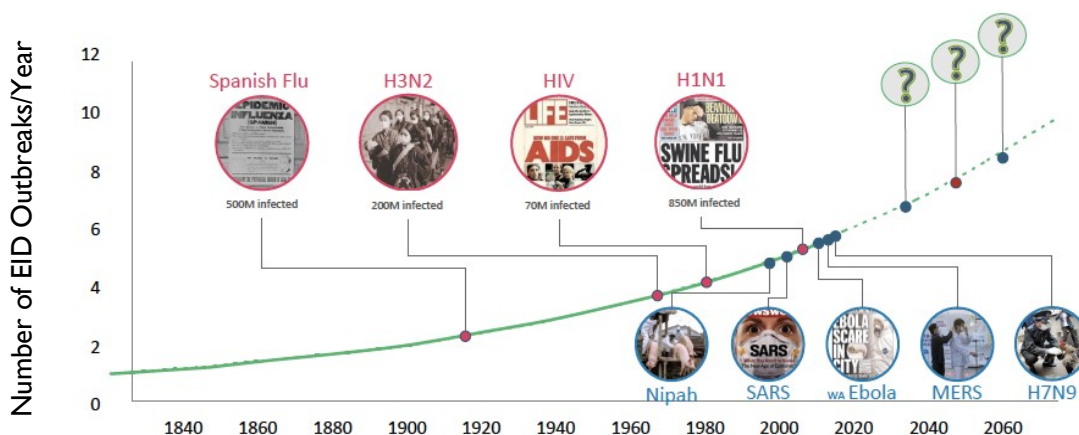 Number of EID Outbreaks/Year
12
10
8
6
4
2
0
Spanish Flu
H3N2
HIV
H1N1
EPIDEMIC
INFLUENZA
(SPANISH)
LIFE
AIDS
SWINE FLU
SPREADS!
500M infected
200M infected
70M infected
850M infected
?
?
?
SARS
EBOLA
SCARE
IN
CITY
Nipah
SARS
WA Ebola
MERS
H7N9
1840
1860
1880
1900
1920
1940
1960
1980
2000
2020
2040
2060